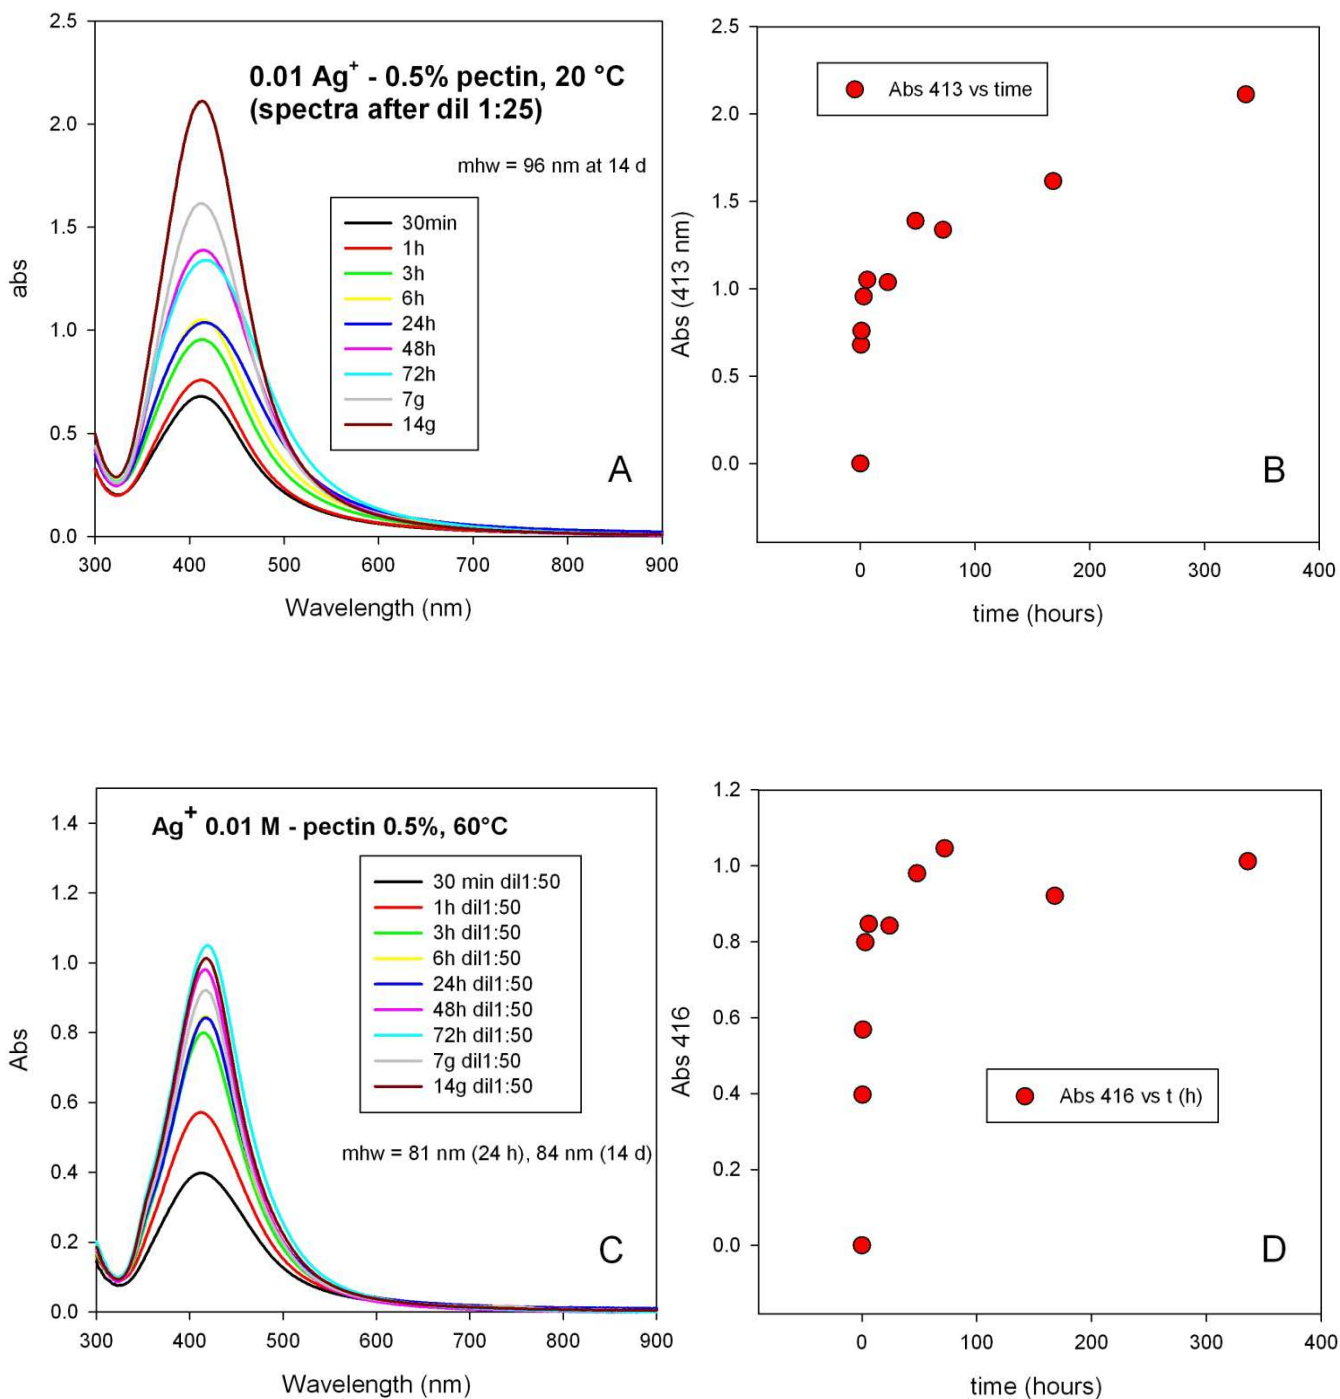 0.01 Ag⁺ - 0.5% pectin, 20 °C
(spectra after dil 1:25)
mhw = 96 nm at 14 d
30min
1h
3h
6h
24h
48h
72h
7g
14g
A
abs
2.5
2.0
1.5
1.0
0.5
0.0
300 400 500 600 700 800 900
Wavelength (nm)
Abs 413 vs time
B
Abs (413 nm)
2.5
2.0
1.5
1.0
0.5
0.0
0 100 200 300 400
time (hours)
Ag⁺ 0.01 M - pectin 0.5%, 60°C
30 min dil1:50
1h dil1:50
3h dil1:50
6h dil1:50
24h dil1:50
48h dil1:50
72h dil1:50
7g dil1:50
14g dil1:50
mhw = 81 nm (24 h), 84 nm (14 d)
C
Abs
1.4
1.2
1.0
0.8
0.6
0.4
0.2
0.0
300 400 500 600 700 800 900
Wavelength (nm)
Abs 416 vs t (h)
D
Abs 416
1.2
1.0
0.8
0.6
0.4
0.2
0.0
0 100 200 300 400
time (hours)